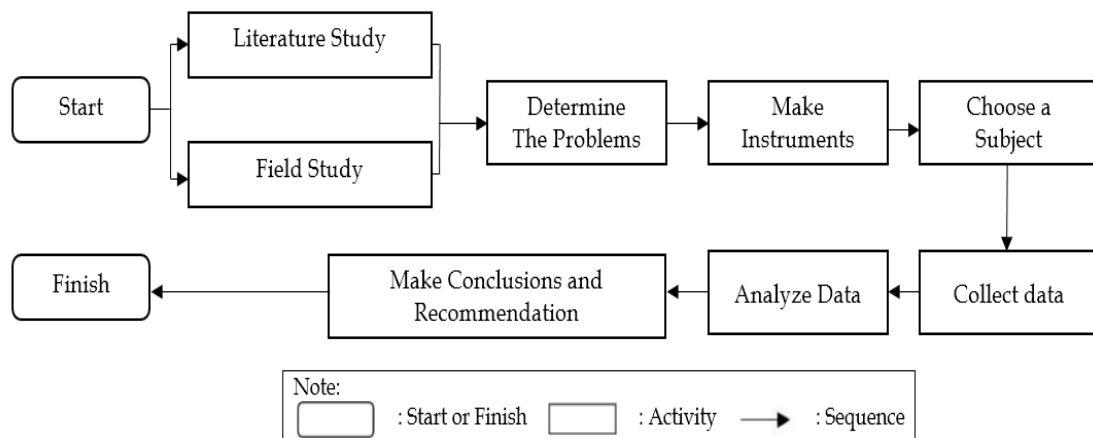 Start
Literature Study
Field Study
Determine
The Problems
Make
Instruments
Choose a
Subject
Collect data
Analyze Data
Make Conclusions and
Recommendation
Finish
Note:
: Start or Finish
: Activity
: Sequence